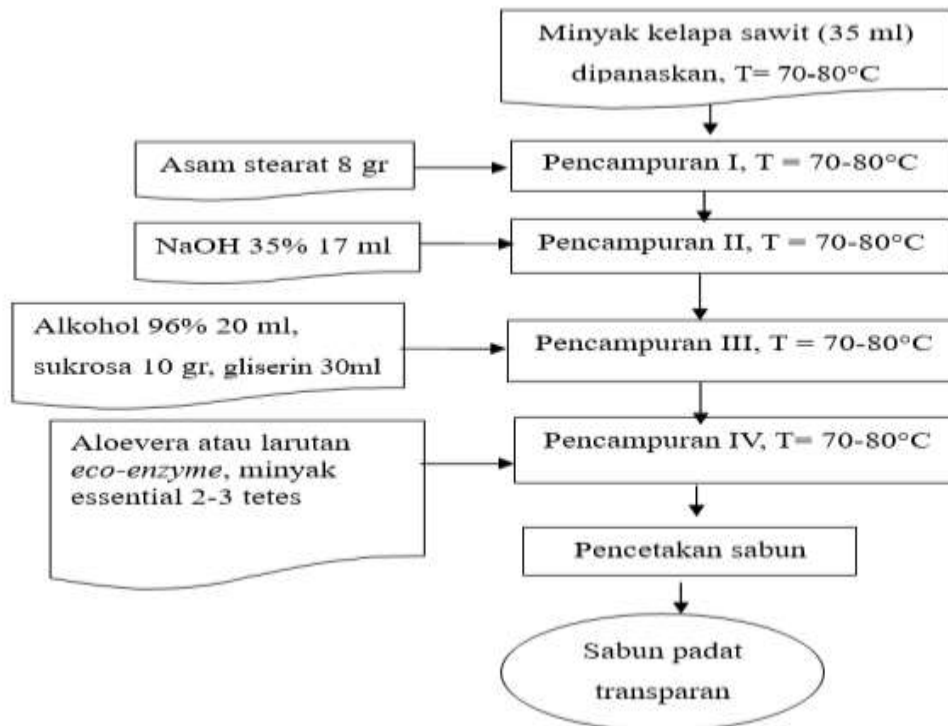 Minyak kelapa sawit (35 ml)
dipanaskan, T= 70-80°C
Asam stearat 8 gr
Pencampuran I, T = 70-80°C
NaOH 35% 17 ml
Pencampuran II, T = 70-80°C
Alkohol 96% 20 ml,
sukrosa 10 gr, gliserin 30ml
Pencampuran III, T = 70-80°C
Aloevera atau larutan
eco-enzyme, minyak
essential 2-3 tetes
Pencampuran IV, T= 70-80°C
Pencetakan sabun
Sabun padat
transparan